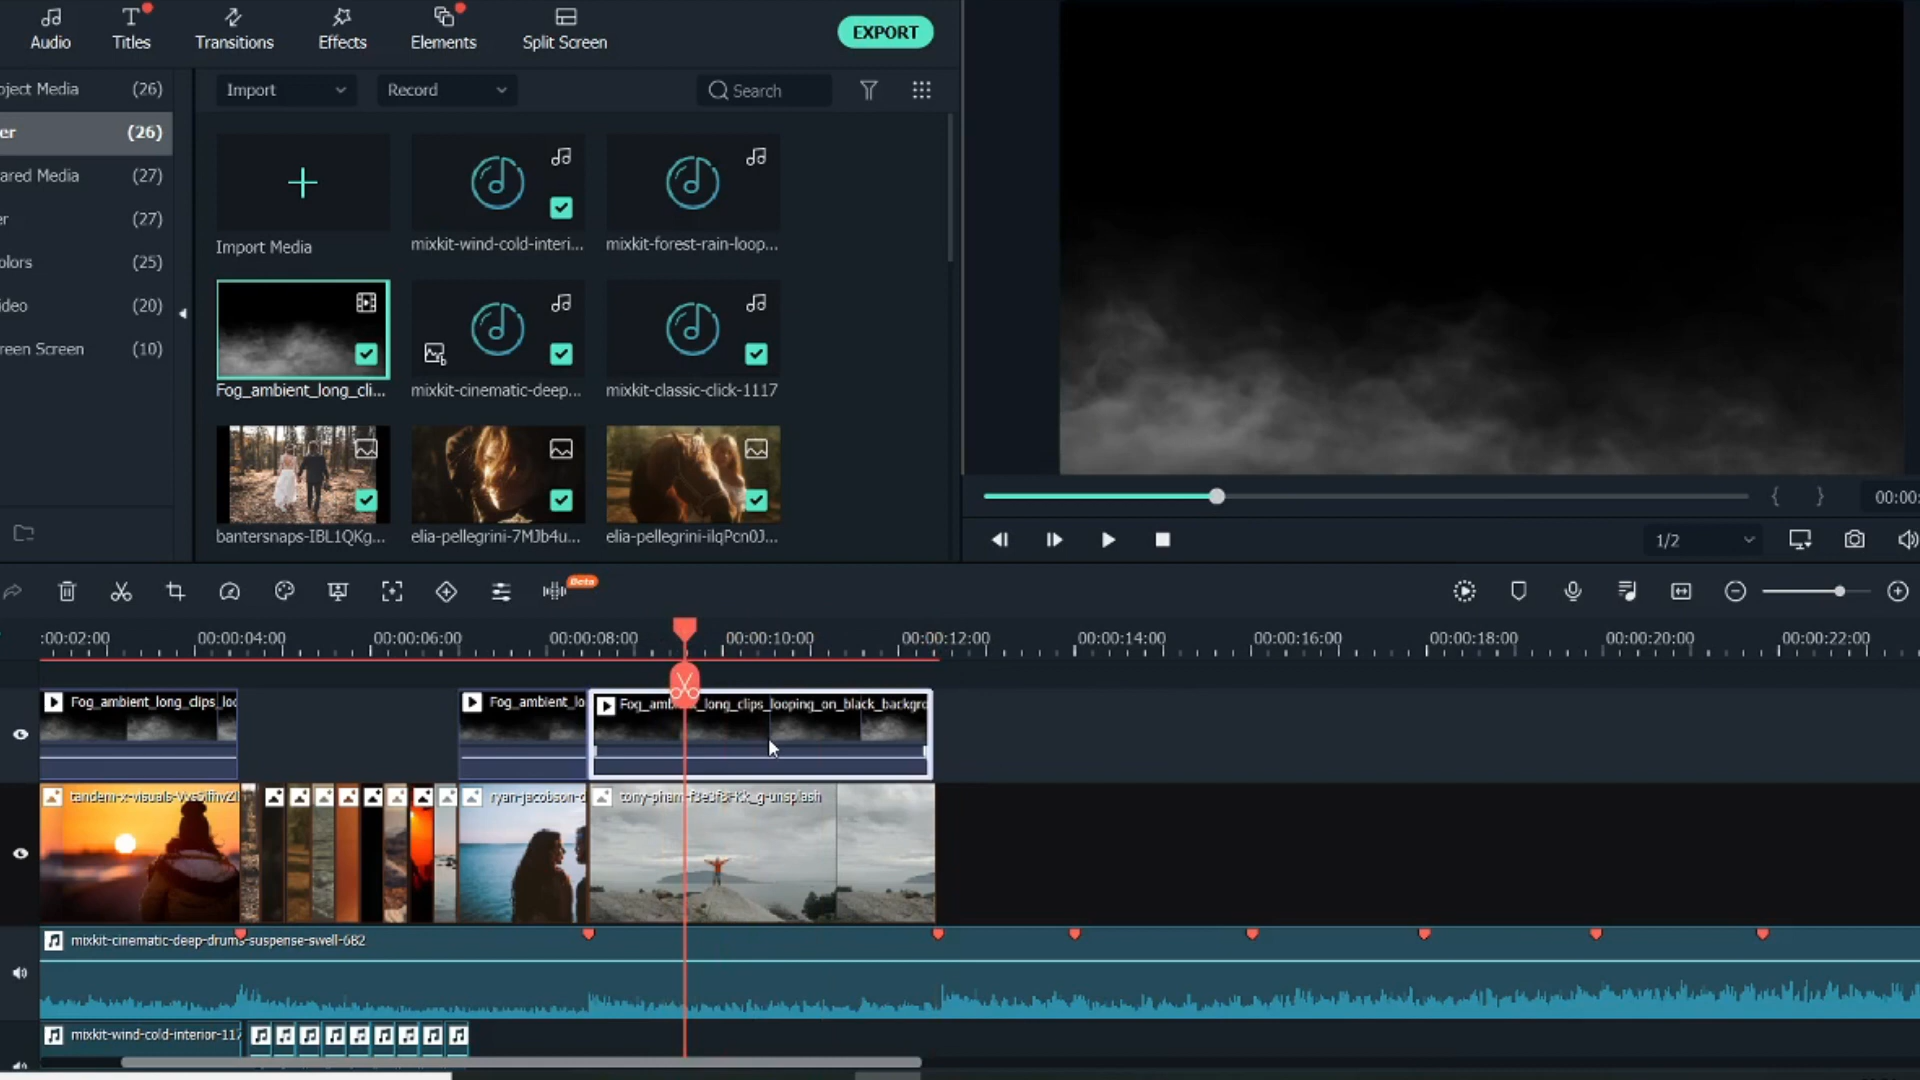 Audio
Titles
Transitions
Effects
Elements
Split Screen
EXPORT
oject Media (26)
er (26)
ared Media (27)
er (27)
olors (25)
ideo (20)
reen Screen (10)
Import
Record
Search
Import Media
mixkit-wind-cold-interi...
mixkit-forest-rain-loop...
Fog_ambient_long_cli...
mixkit-cinematic-deep...
mixkit-classic-click-1117
bantersnaps-IBL1QKg...
elia-pellegrini-7MJb4u...
elia-pellegrini-ilqPcn0J...
00:00:
1/2
Beta
:00:02:00
00:00:04:00
00:00:06:00
00:00:08:00
00:00:10:00
00:00:12:00
00:00:14:00
00:00:16:00
00:00:18:00
00:00:20:00
00:00:22:00
Fog_ambient_long_clips_loo
Fog_ambient_lo
long_clips_looping_on_black_backgro
ryan-jacobson-d
mixkit-cinematic-deep-drums-suspense-swell-682
mixkit-wind-cold-interior-117